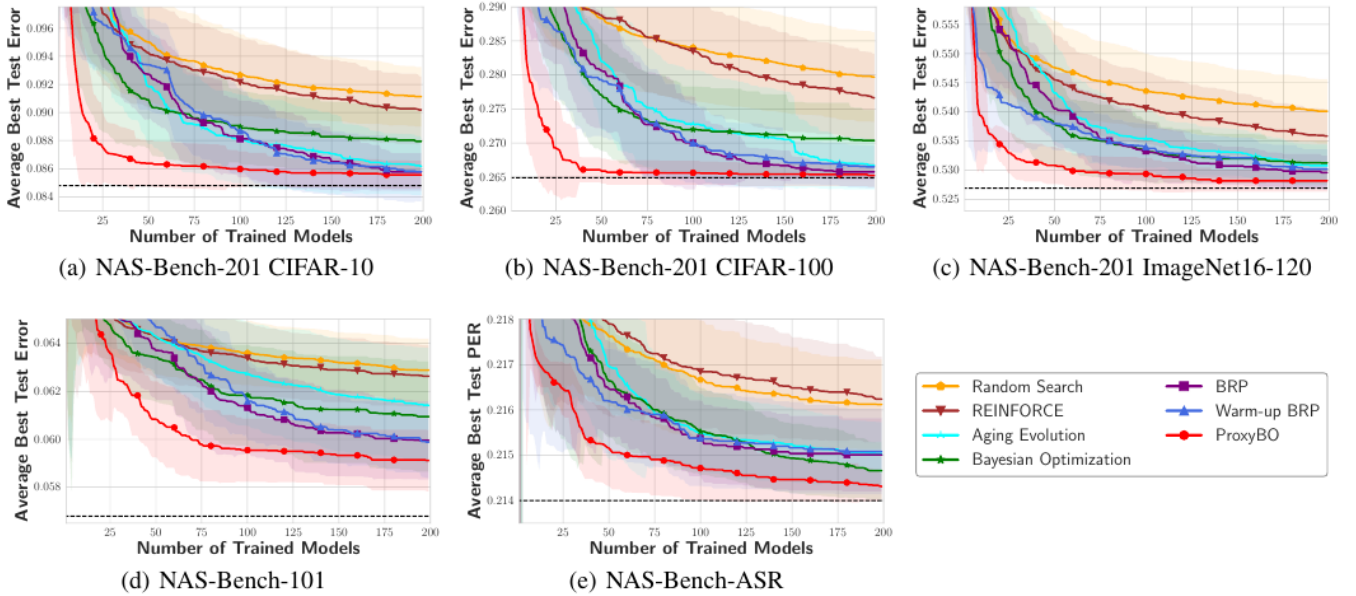 Average Best Test Error
0.096
0.094
0.092
0.090
0.088
0.086
0.084
25 50 75 100 125 150 175 200
Number of Trained Models
(a) NAS-Bench-201 CIFAR-10
Average Best Test Error
0.290
0.285
0.280
0.275
0.270
0.265
0.260
25 50 75 100 125 150 175 200
Number of Trained Models
(b) NAS-Bench-201 CIFAR-100
Average Best Test Error
0.555
0.550
0.545
0.540
0.535
0.530
0.525
25 50 75 100 125 150 175 200
Number of Trained Models
(c) NAS-Bench-201 ImageNet16-120
Average Best Test Error
0.064
0.062
0.060
0.058
25 50 75 100 125 150 175 200
Number of Trained Models
(d) NAS-Bench-101
Average Best Test PER
0.218
0.217
0.216
0.215
0.214
25 50 75 100 125 150 175 200
Number of Trained Models
(e) NAS-Bench-ASR
Random Search
REINFORCE
Aging Evolution
Bayesian Optimization
BRP
Warm-up BRP
ProxyBO